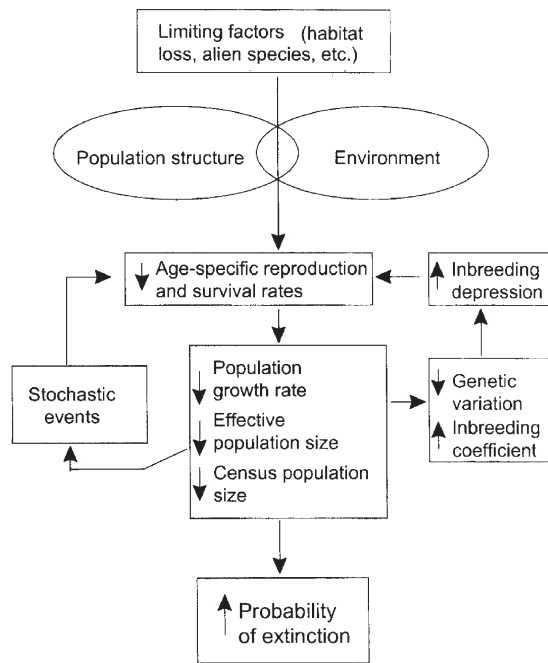 Limiting factors (habitat
loss, alien species, etc.)
Population structure
Environment
Age-specific reproduction
and survival rates
Inbreeding
depression
Stochastic
events
Population
growth rate
Effective
population size
Census population
size
Genetic
variation
Inbreeding
coefficient
Probability
of extinction